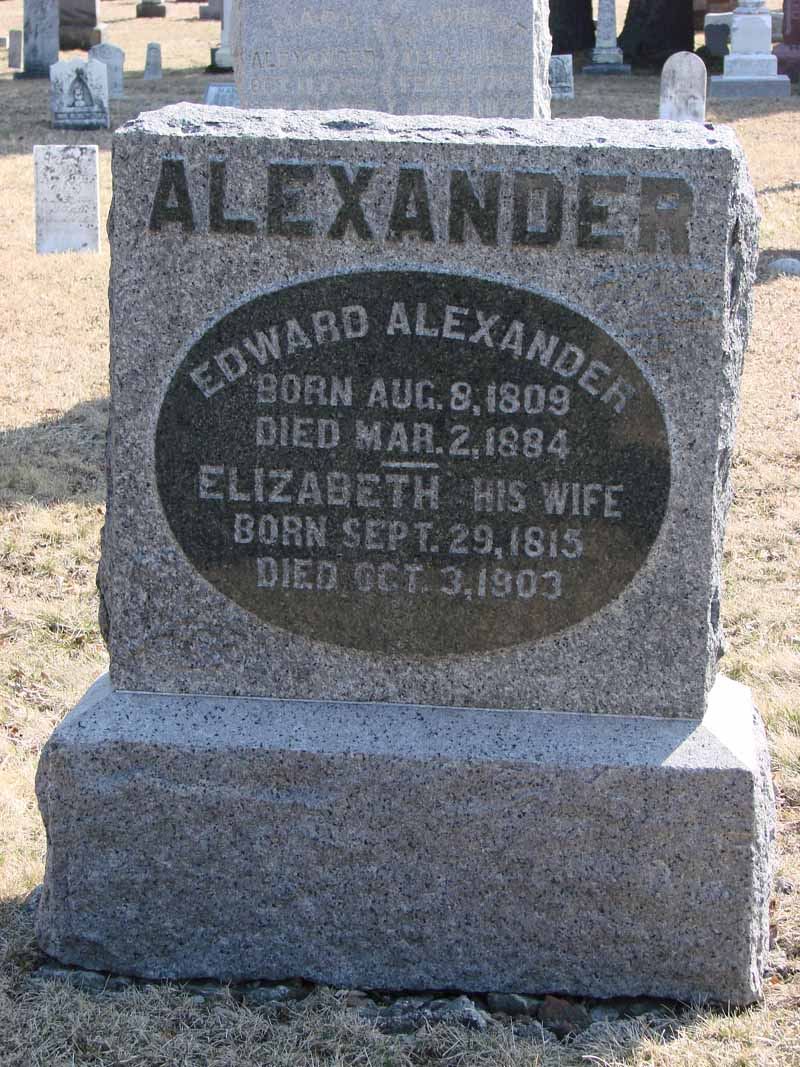 ALEXANDER
EDWARD ALEXANDER
BORN AUG. 8, 1809
DIED MAR. 2, 1884
ELIZABETH HIS WIFE
BORN SEPT. 29, 1815
DIED OCT. 3, 1903